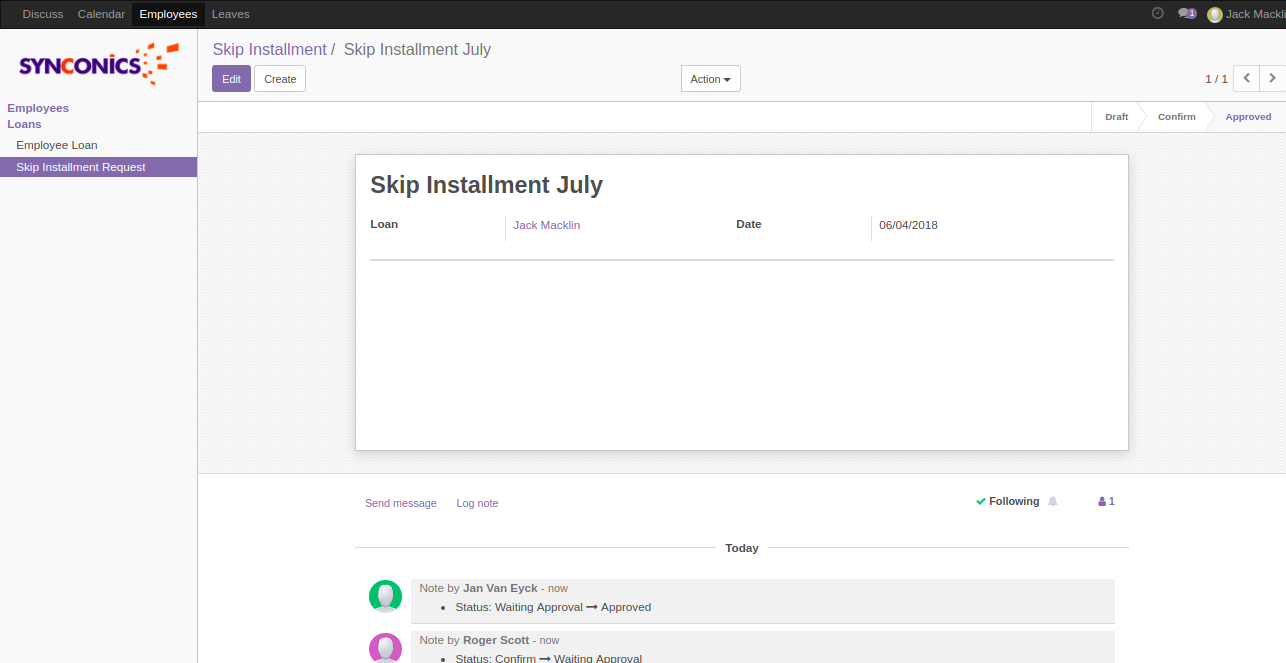 Discuss Calendar Employees Leaves 1 Jack Mackli
SYNCONICS
Skip Installment / Skip Installment July
Edit Create Action 1 / 1
Employees
Loans
Employee Loan
Skip Installment Request
Draft Confirm Approved
Skip Installment July
Loan Jack Macklin Date 06/04/2018
Send message Log note Following 1
Today
Note by Jan Van Eyck - now
• Status: Waiting Approval → Approved
Note by Roger Scott - now
• Status: Confirm → Waiting Approval